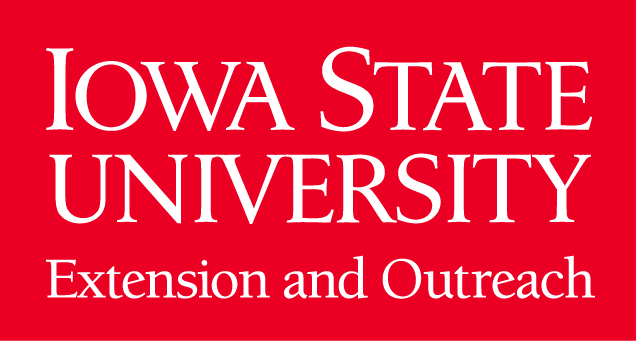 IOWA STATE
UNIVERSITY
Extension and Outreach